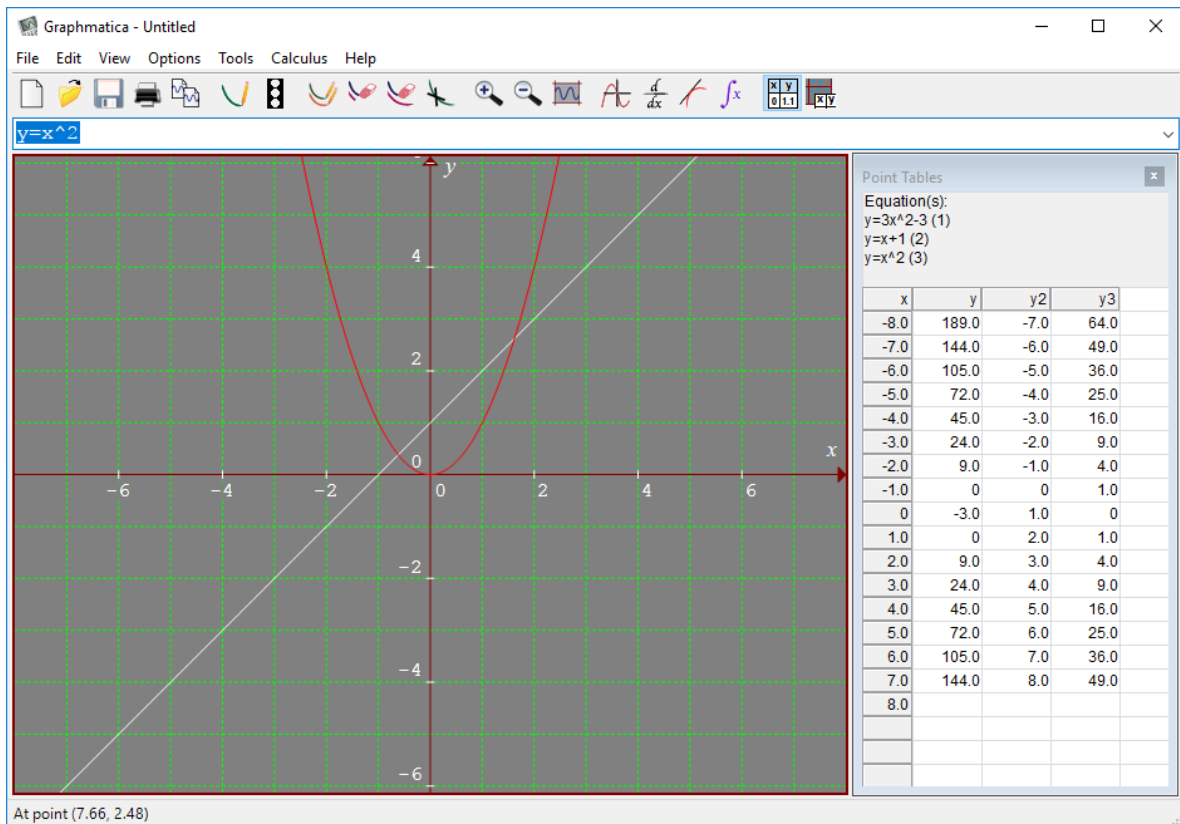 Graphmatica - Untitled
File Edit View Options Tools Calculus Help
d
dx
∫x
x y
0 1.1
x y
y=x^2
y
x
4
2
0
-6 -4 -2 0 2 4 6
-2
-4
-6
Point Tables
x
Equation(s):
y=3x^2-3 (1)
y=x+1 (2)
y=x^2 (3)
x y y2 y3
-8.0 189.0 -7.0 64.0
-7.0 144.0 -6.0 49.0
-6.0 105.0 -5.0 36.0
-5.0 72.0 -4.0 25.0
-4.0 45.0 -3.0 16.0
-3.0 24.0 -2.0 9.0
-2.0 9.0 -1.0 4.0
-1.0 0 0 1.0
0 -3.0 1.0 0
1.0 0 2.0 1.0
2.0 9.0 3.0 4.0
3.0 24.0 4.0 9.0
4.0 45.0 5.0 16.0
5.0 72.0 6.0 25.0
6.0 105.0 7.0 36.0
7.0 144.0 8.0 49.0
8.0
At point (7.66, 2.48)